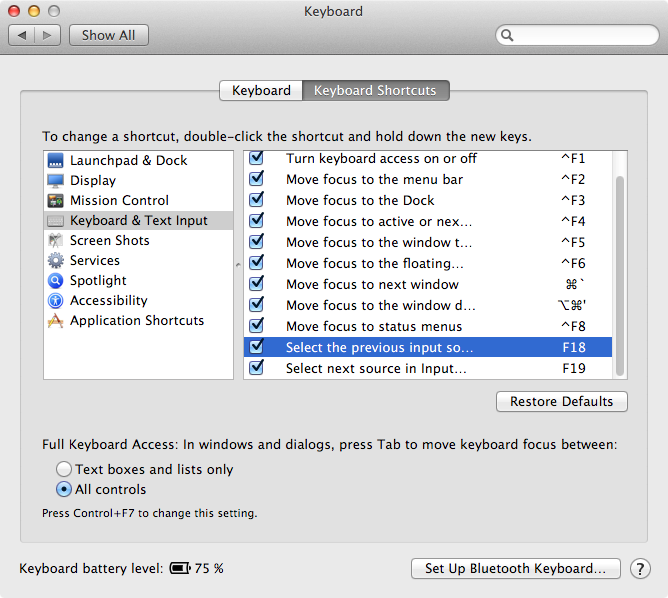 Keyboard
Show All
Keyboard Keyboard Shortcuts
To change a shortcut, double-click the shortcut and hold down the new keys.
Launchpad & Dock
Display
Mission Control
Keyboard & Text Input
Screen Shots
Services
Spotlight
Accessibility
Application Shortcuts
Turn keyboard access on or off ^F1
Move focus to the menu bar ^F2
Move focus to the Dock ^F3
Move focus to active or nex... ^F4
Move focus to the window t... ^F5
Move focus to the floating... ^F6
Move focus to next window ⌘`
Move focus to the window d... ⌥⌘'
Move focus to status menus ^F8
Select the previous input so... F18
Select next source in Input... F19
Restore Defaults
Full Keyboard Access: In windows and dialogs, press Tab to move keyboard focus between:
Text boxes and lists only
All controls
Press Control+F7 to change this setting.
Keyboard battery level: 75 %
Set Up Bluetooth Keyboard... ?